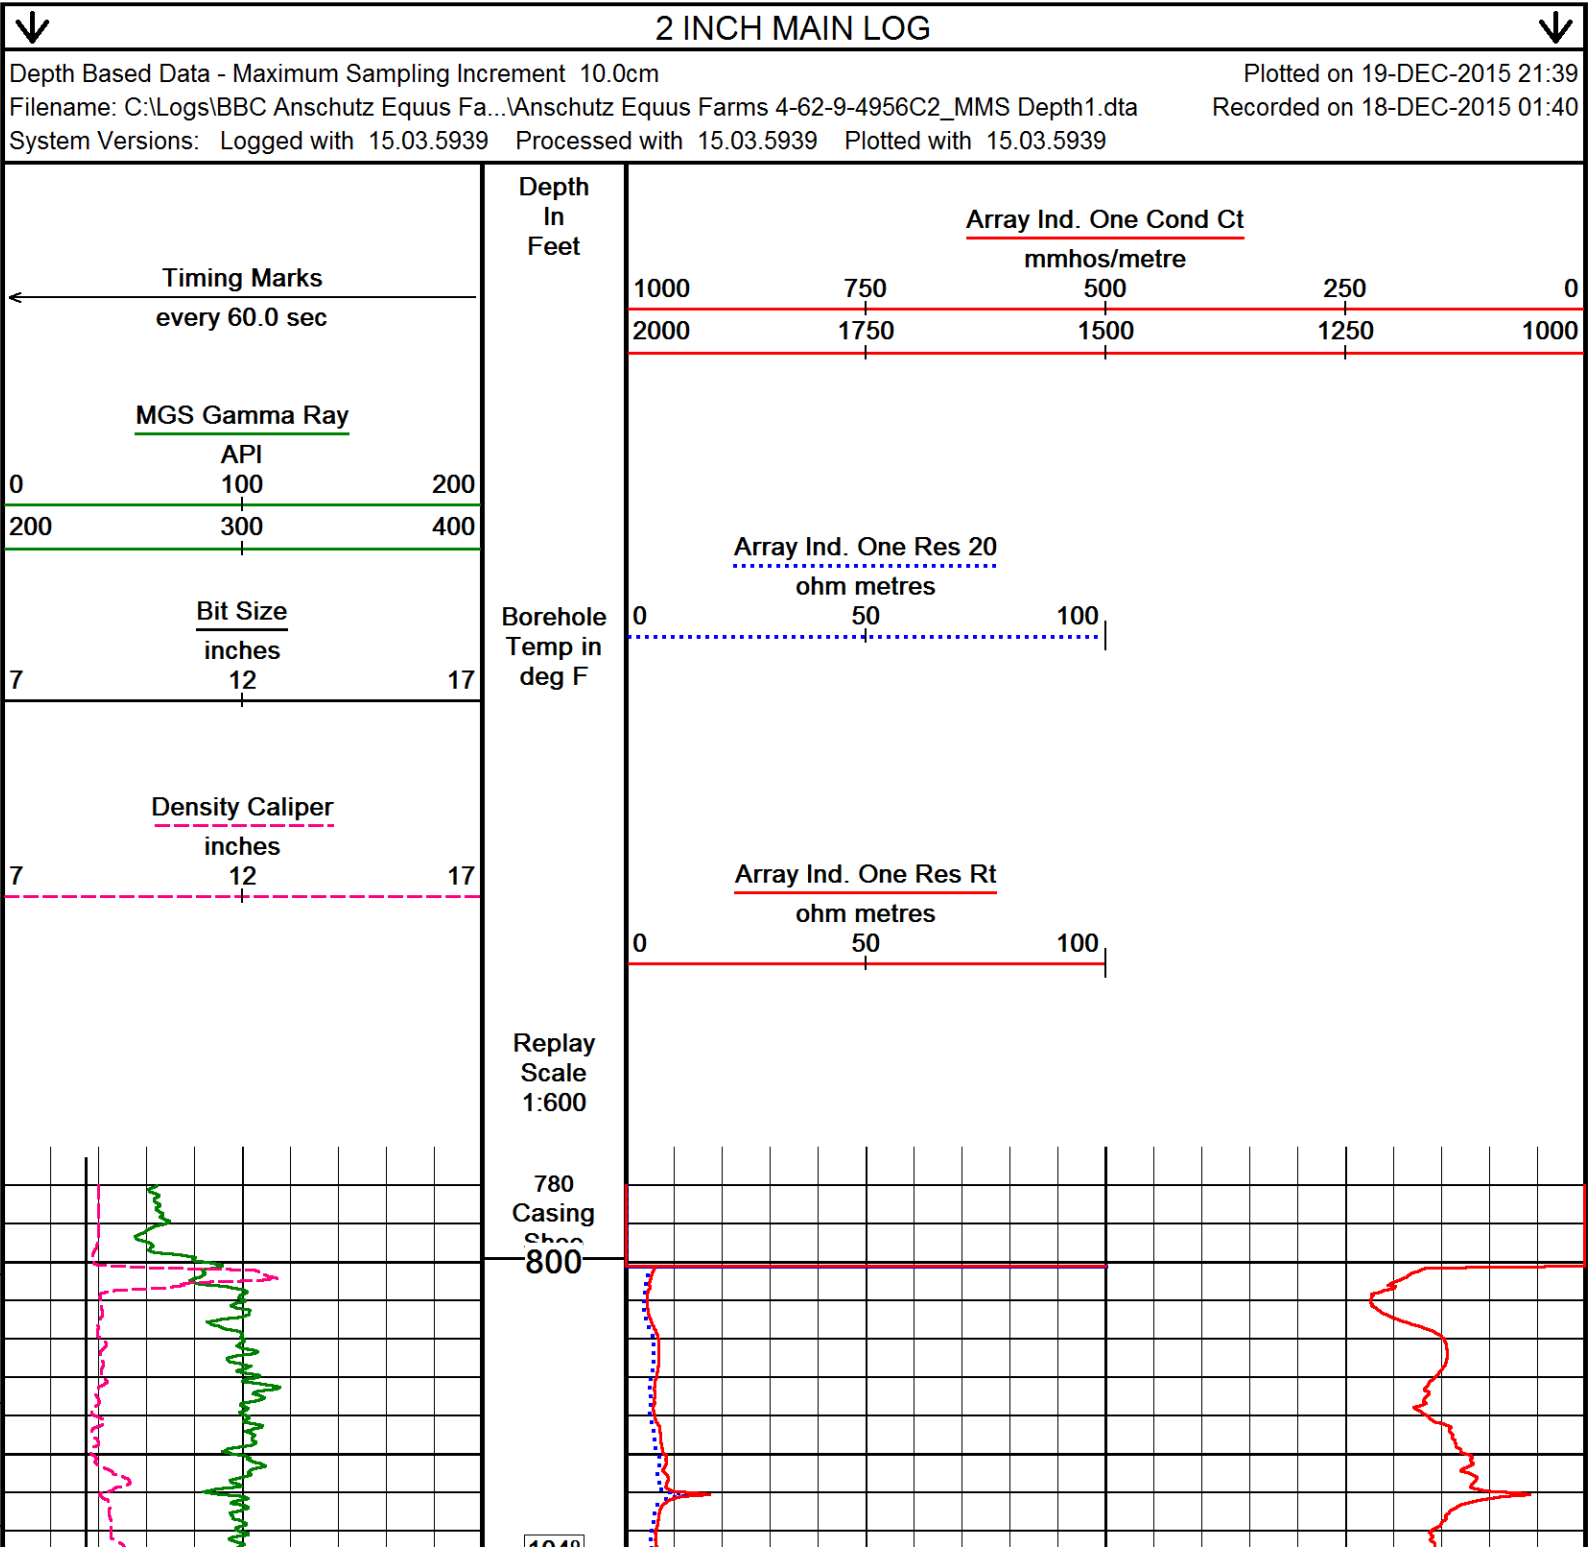 2 INCH MAIN LOG
Depth Based Data - Maximum Sampling Increment 10.0cm
Plotted on 19-DEC-2015 21:39
Filename: C:\Logs\BBC Anschutz Equus Fa...\Anschutz Equus Farms 4-62-9-4956C2_MMS Depth1.dta
Recorded on 18-DEC-2015 01:40
System Versions: Logged with 15.03.5939 Processed with 15.03.5939 Plotted with 15.03.5939
Timing Marks
every 60.0 sec
MGS Gamma Ray
API
0 100 200
200 300 400
Bit Size
inches
7 12 17
Density Caliper
inches
7 12 17
Depth
In
Feet
Borehole
Temp in
deg F
Replay
Scale
1:600
780
Casing
Shoe
800
Array Ind. One Cond Ct
mmhos/metre
1000 750 500 250 0
2000 1750 1500 1250 1000
Array Ind. One Res 20
ohm metres
0 50 100
Array Ind. One Res Rt
ohm metres
0 50 100